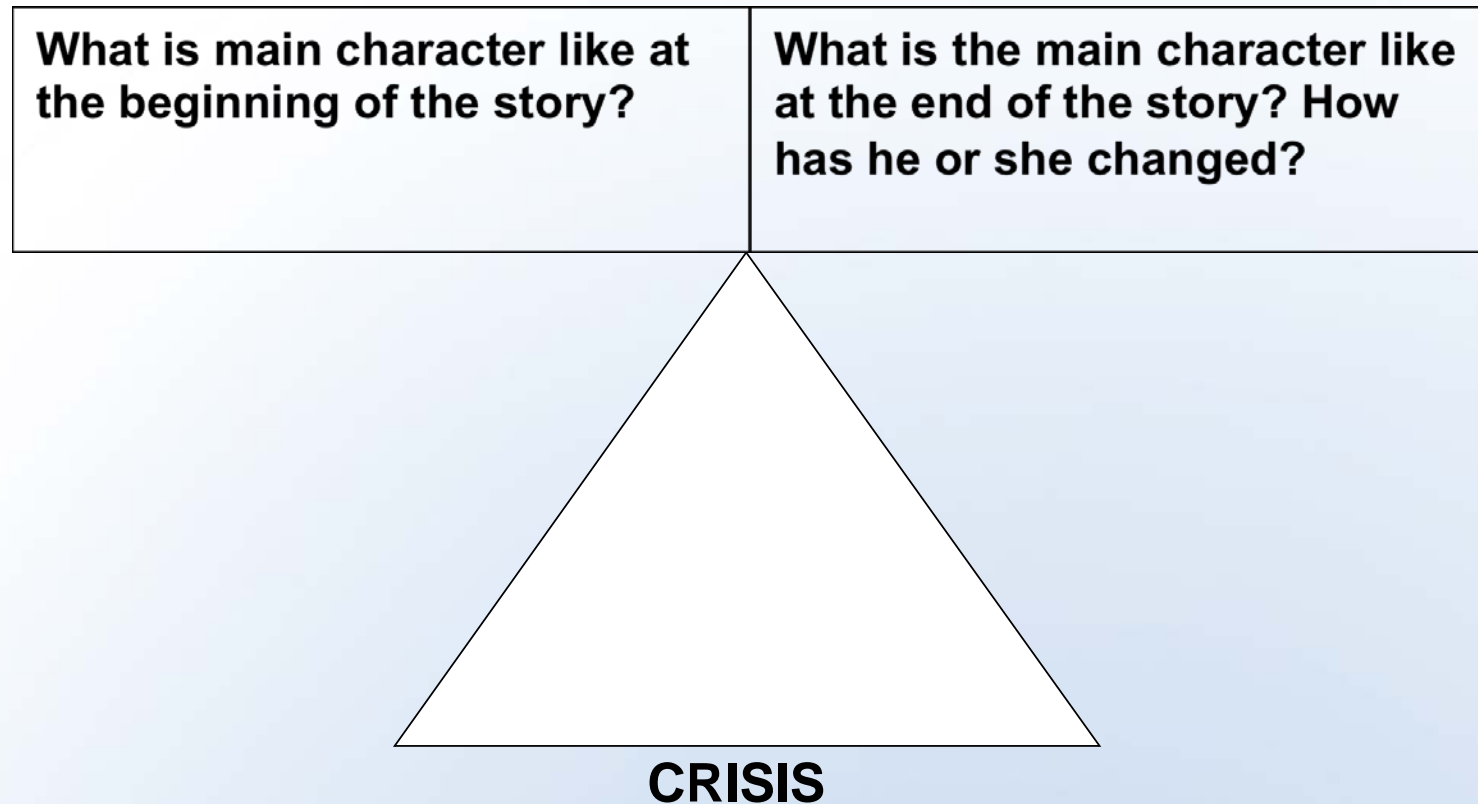 What is main character like at
the beginning of the story?
What is the main character like
at the end of the story? How
has he or she changed?
CRISIS